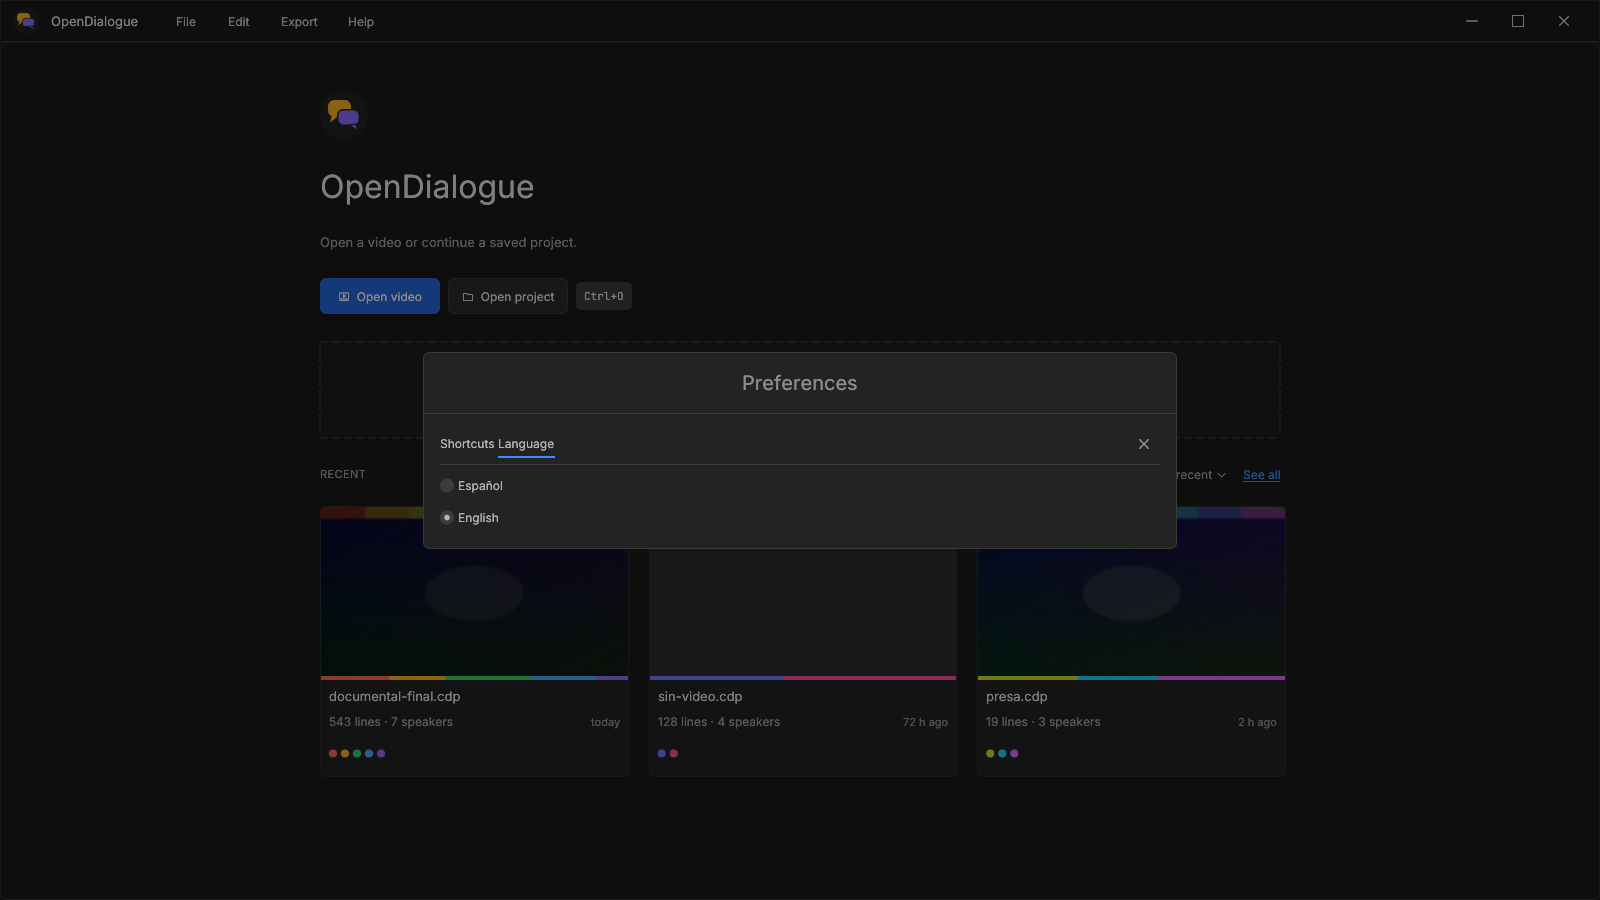 OpenDialogue File Edit Export Help
OpenDialogue
Open a video or continue a saved project.
Open video Open project Ctrl+O
Preferences
Shortcuts Language
Español
English
RECENT recent See all
documental-final.cdp
543 lines · 7 speakers today
sin-video.cdp
128 lines · 4 speakers 72 h ago
presa.cdp
19 lines · 3 speakers 2 h ago